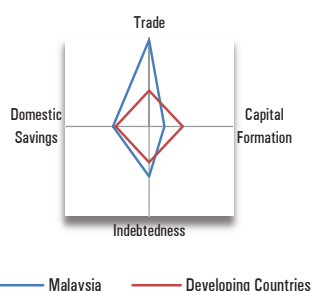 Trade
Domestic
Savings
Capital
Formation
Indebtedness
Malaysia
Developing Countries